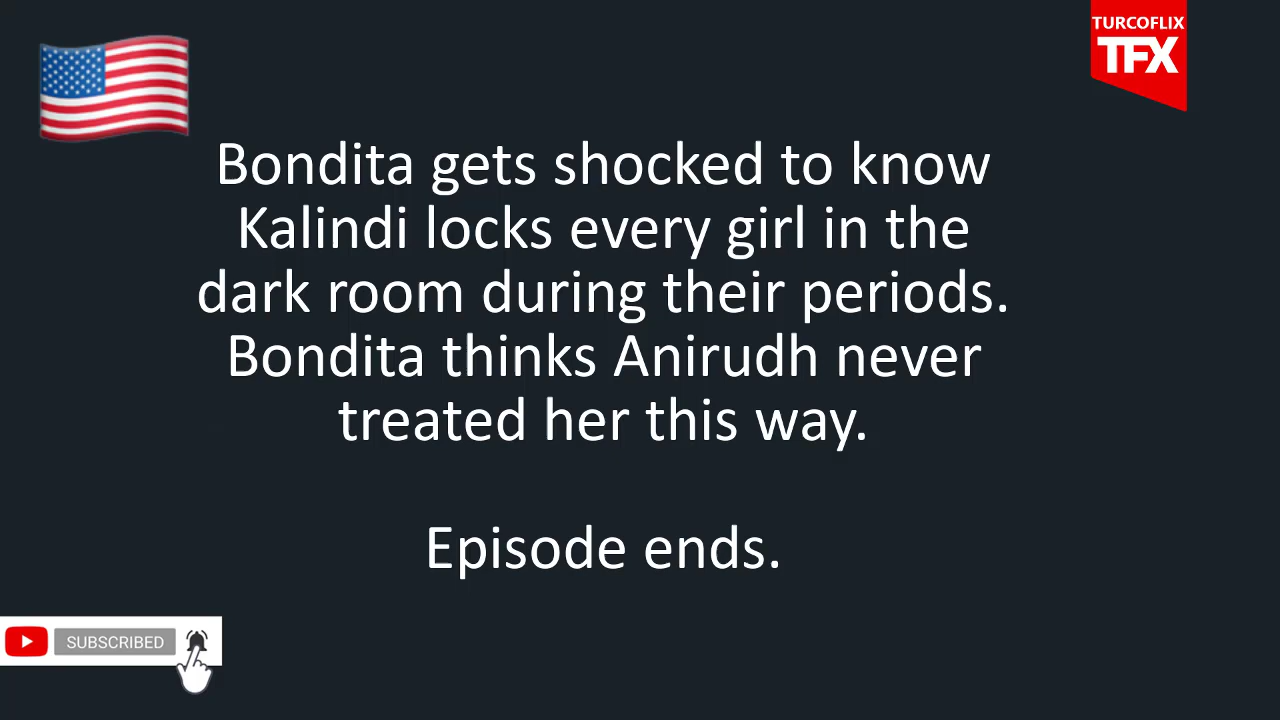 TURCOFLIX
TFX
Bondita gets shocked to know
Kalindi locks every girl in the
dark room during their periods.
Bondita thinks Anirudh never
treated her this way.
Episode ends.
SUBSCRIBED